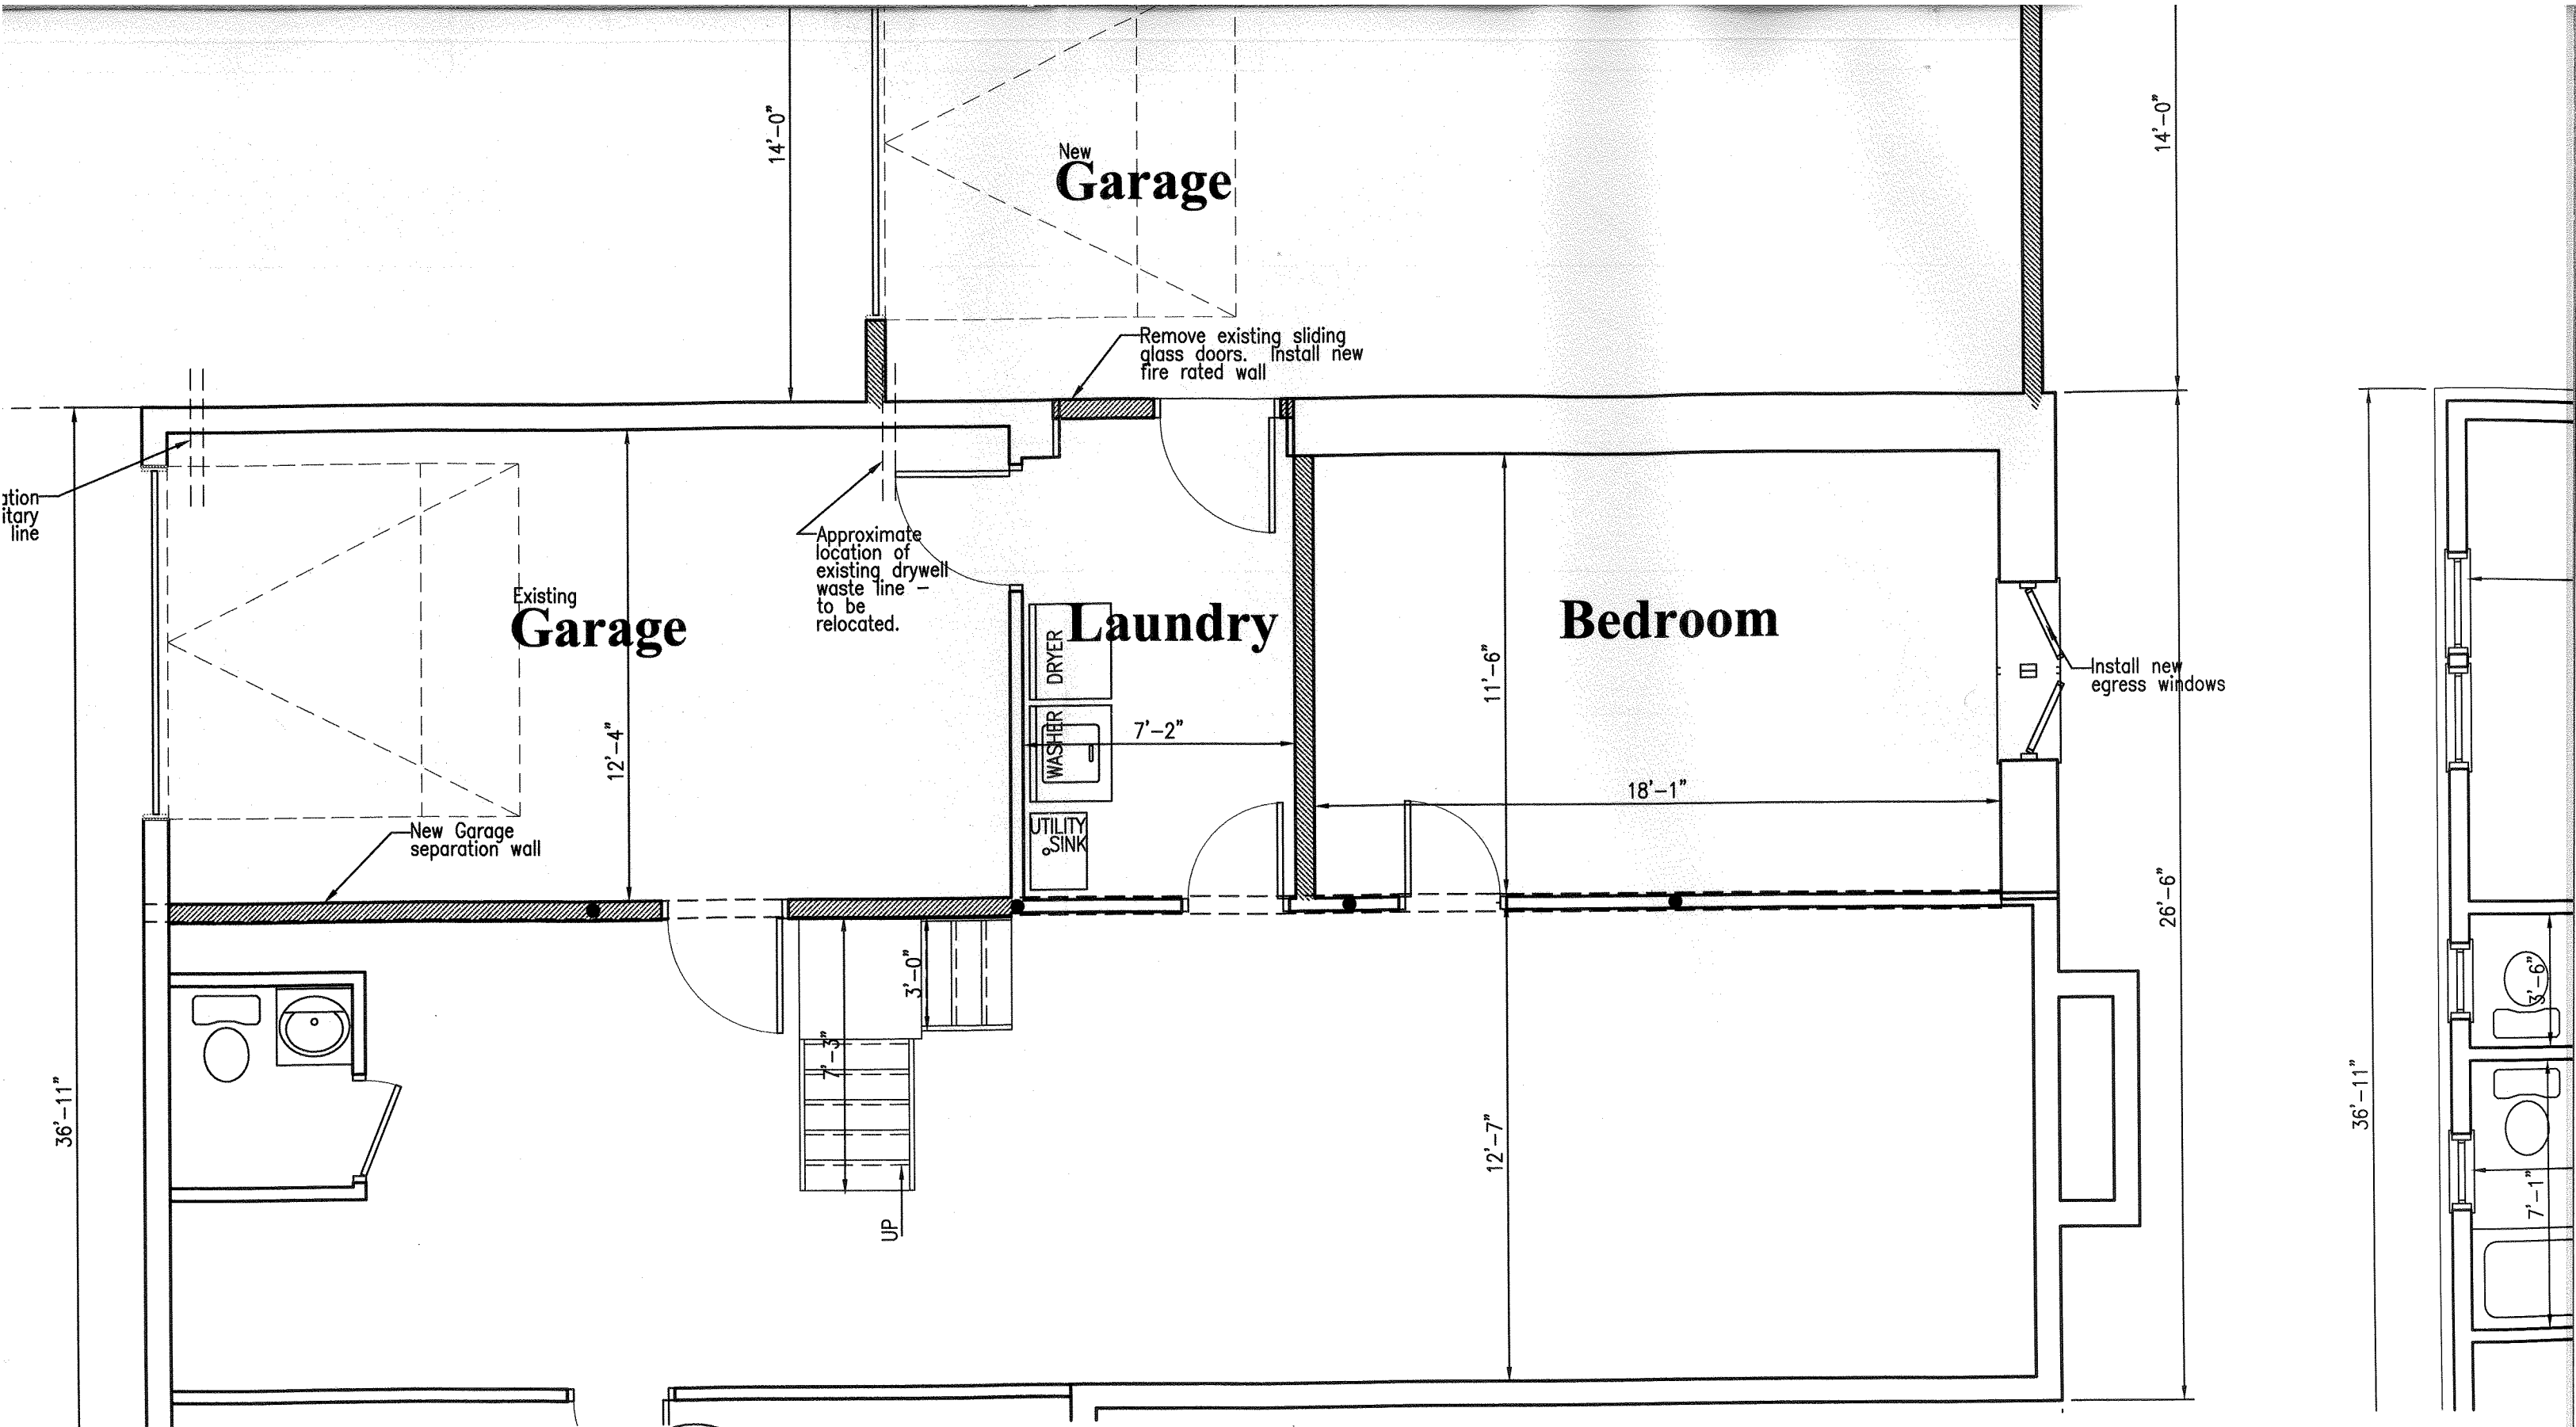 14'-0"
14'-0"
New
Garage
Remove existing sliding
glass doors. Install new
fire rated wall
ation
itary
line
Approximate
location of
existing drywell
waste line –
to be
relocated.
Existing
Garage
12'-4"
DRYER
WASHER
UTILITY
SINK
Laundry
7'-2"
Bedroom
11'-6"
18'-1"
Install new
egress windows
New Garage
separation wall
26'-6"
3'-0"
7'-3"
UP
12'-7"
36'-11"
36'-11"
3'-6"
7'-1"